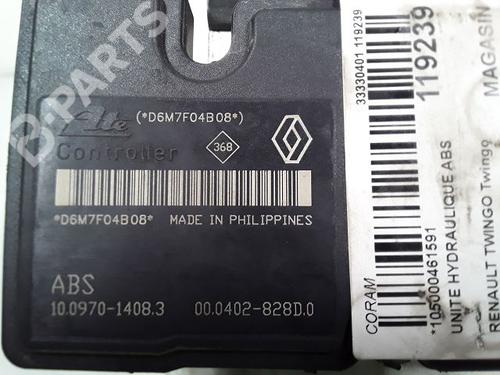 B-PARTS
(*D6M7F04B08*)
Ate
Controller
368
*D6M7F04B08*
MADE IN PHILIPPINES
ABS
10.0970-1408.3
00.0402-828D.0
33330401 119239
119239
MAGASIN
CORAM
*105000461591
UNITE HYDRAULIQUE ABS
RENAULT TWINGO Twingo